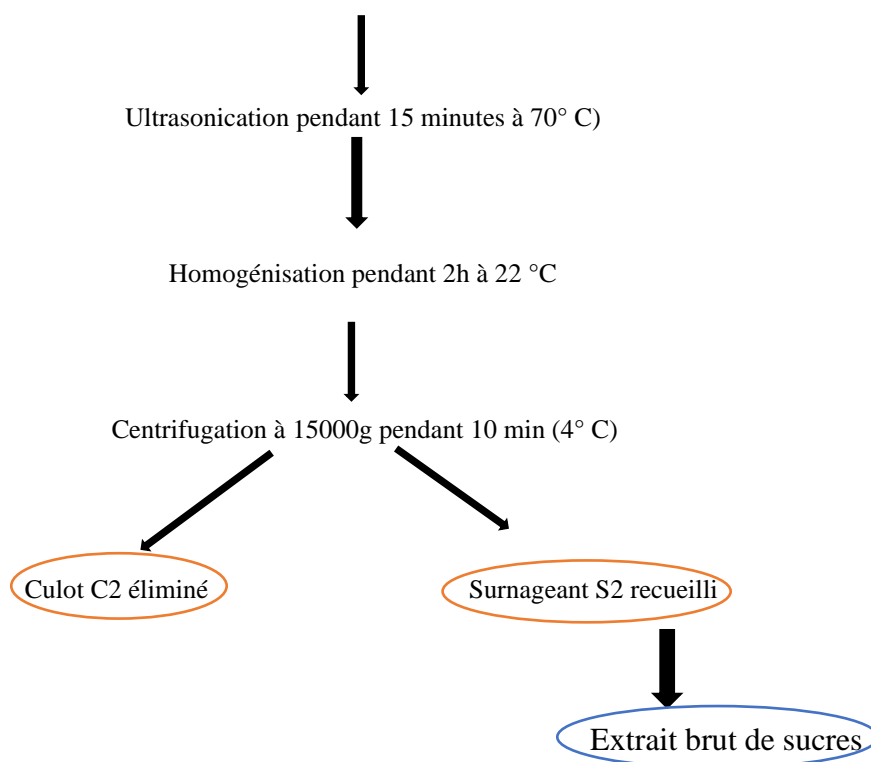 Ultrasonication pendant 15 minutes à 70° C)
Homogénisation pendant 2h à 22 °C
Centrifugation à 15000g pendant 10 min (4° C)
Culot C2 éliminé
Surnageant S2 recueilli
Extrait brut de sucres